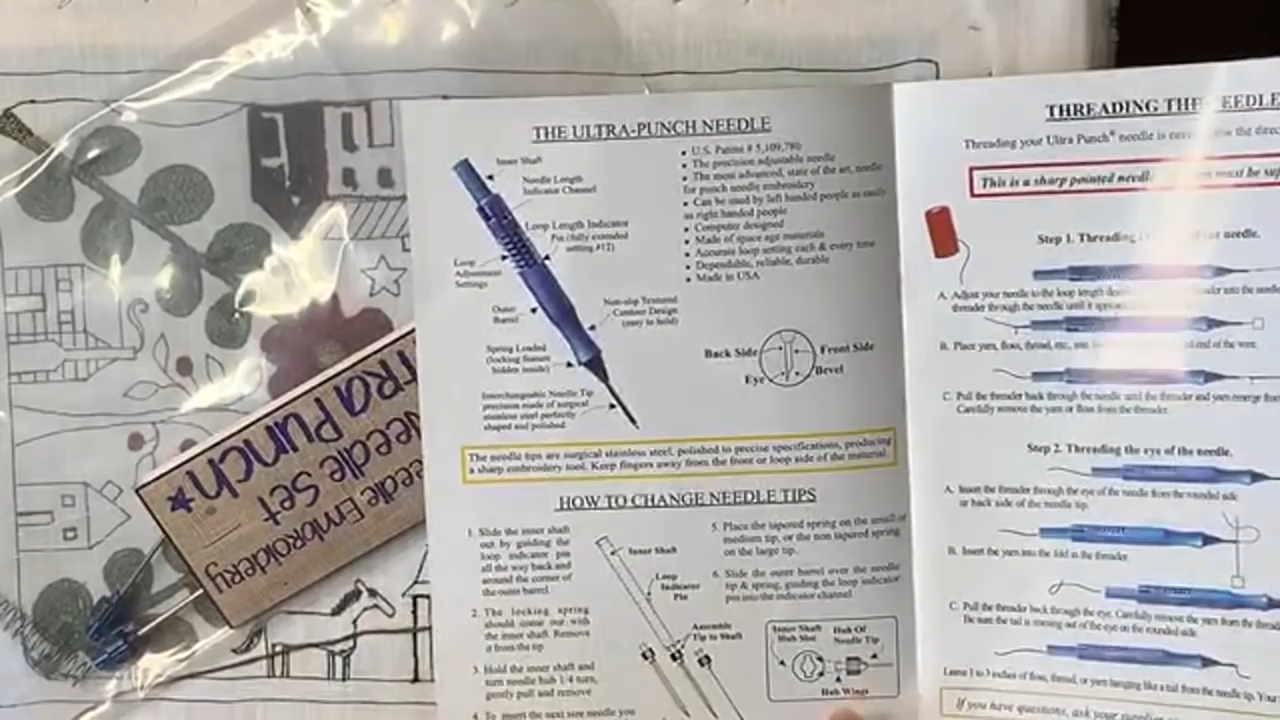 THE ULTRA-PUNCH NEEDLE
Inner Shaft
Needle Length
Indicator Channel
Loop Length Indicator
Pin (fully extended
setting #12)
Loop
Adjustment
Settings
Outer
Barrel
Non-slip Textured
Contour Design
(easy to hold)
Spring Loaded
(locking feature
hidden inside)
Interchangeable Needle Tip
precision made of surgical
stainless steel perfectly
shaped and polished
• U.S. Patent # 5,109,780
• The precision adjustable needle
• The most advanced, state of the art, needle
for punch needle embroidery
• Can be used by left handed people as easily
as right handed people
• Computer designed
• Made of space age materials
• Accurate loop setting each & every time
• Dependable, reliable, durable
• Made in USA
Back Side
Front Side
Eye
Bevel
The needle tips are surgical stainless steel, polished to precise specifications, producing
a sharp embroidery tool. Keep fingers away from the front or loop side of the material.
HOW TO CHANGE NEEDLE TIPS
1. Slide the inner shaft
out by guiding the
loop indicator pin
all the way back and
around the corner of
the outer barrel.
2. The locking spring
should come out with
the inner shaft. Remove
it from the tip
3. Hold the inner shaft and
turn needle hub 1/4 turn,
gently pull and remove
4. To insert the next size needle you
Inner Shaft
Loop
Indicator
Pin
Assemble
Tip to Shaft
5. Place the tapered spring on the small or
medium tip, or the non tapered spring
on the large tip.
6. Slide the outer barrel over the needle
tip & spring, guiding the loop indicator
pin into the indicator channel.
Inner Shaft
Hub Slot
Hub Of
Needle Tip
Hub Wings
THREADING THE NEEDLE
Threading your Ultra Punch® needle is the direc
This is a sharp pointed needl must be sup
Step 1. Threading the needle.
A. Adjust your needle to the loop length into the needle
threader through the needle until it
B. Place yarn, floss, thread, etc., end of the wire.
C. Pull the threader back through the needle until the threader and yarn emerge
Carefully remove the yarn or floss from the threader.
Step 2. Threading the eye of the needle.
A. Insert the threader through the eye of the needle from the rounded side
or back side of the needle tip.
B. Insert the yarn into the fold in the threader.
C. Pull the threader back through the eye. Carefully remove the yarn from the threade
Be sure the tail is coming out of the eye on the rounded side.
Leave 1 to 3 inches of floss, thread, or yarn hanging like a tail from the needle tip. Your
If you have questions, ask your
TRA PUNCH*
Needle Set
eedle Embroidery